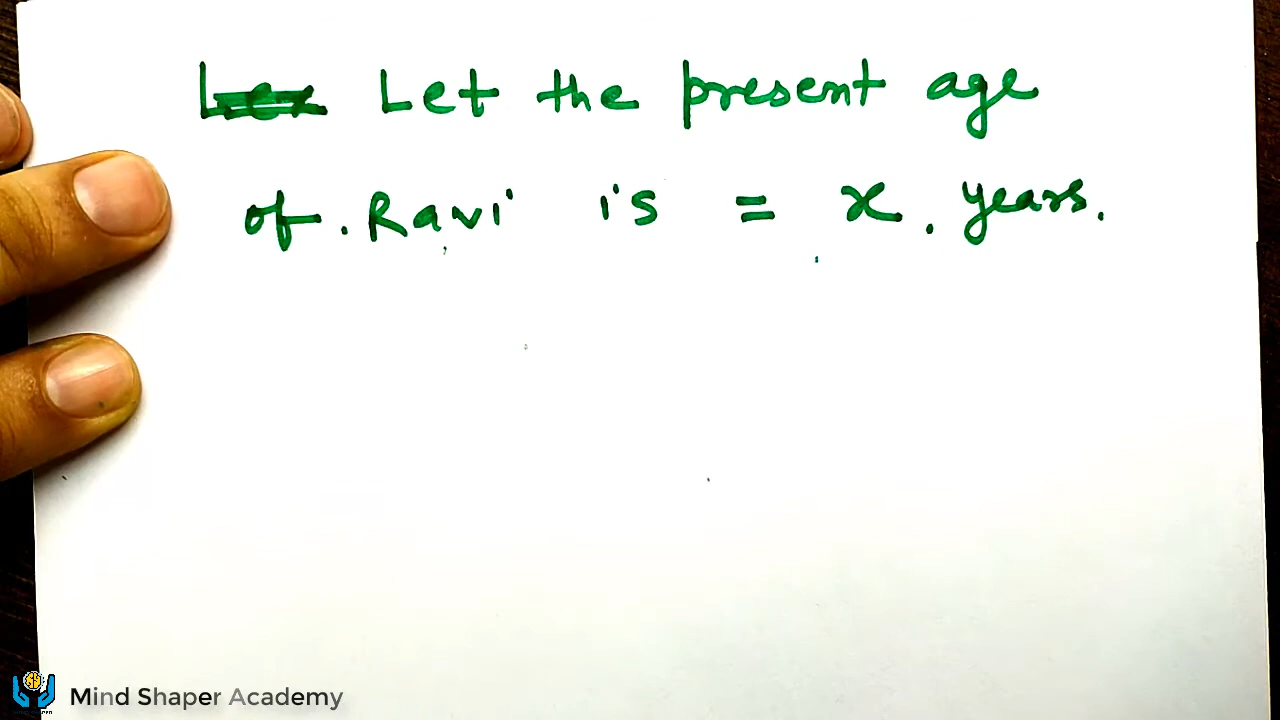 Let the present age
of . Ravi is = x . years.
Mind Shaper Academy